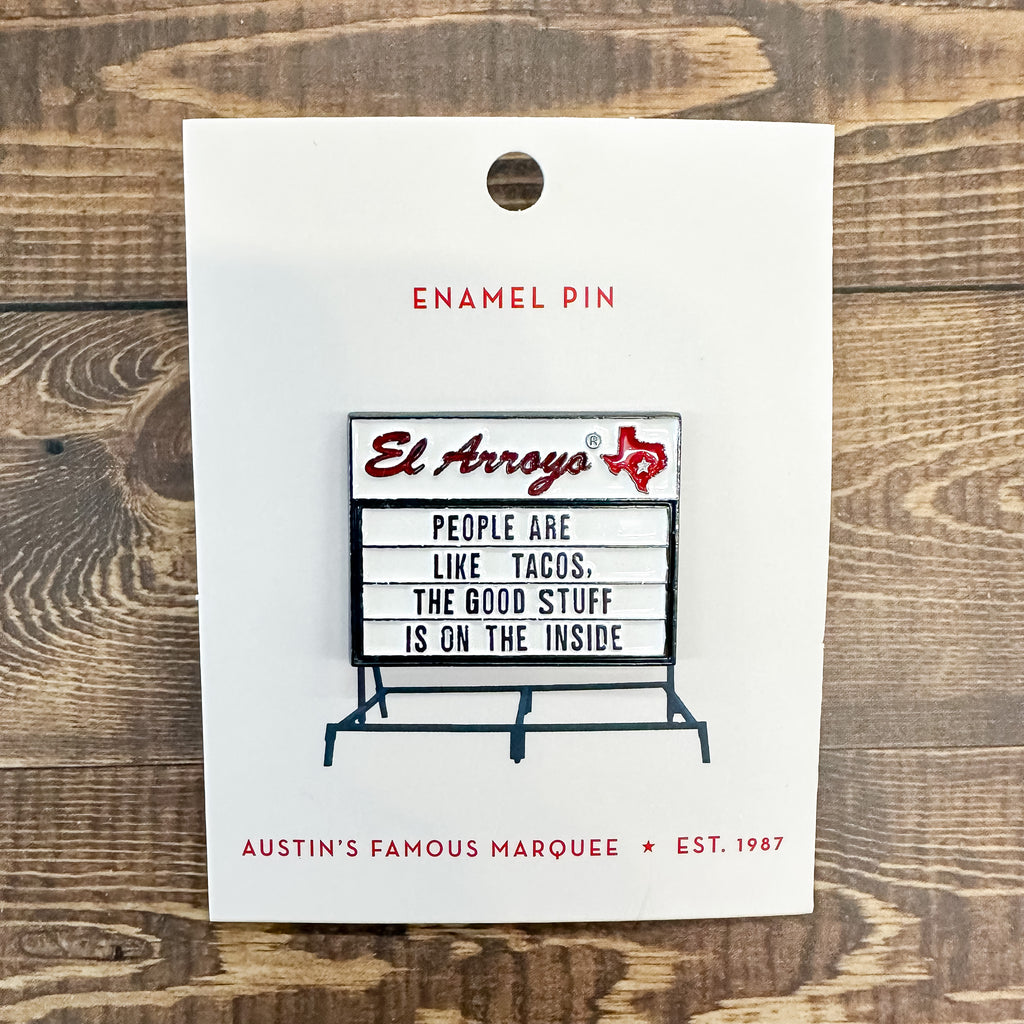 ENAMEL PIN
El Arroyo®
PEOPLE ARE
LIKE TACOS,
THE GOOD STUFF
IS ON THE INSIDE
AUSTIN'S FAMOUS MARQUEE ★ EST. 1987